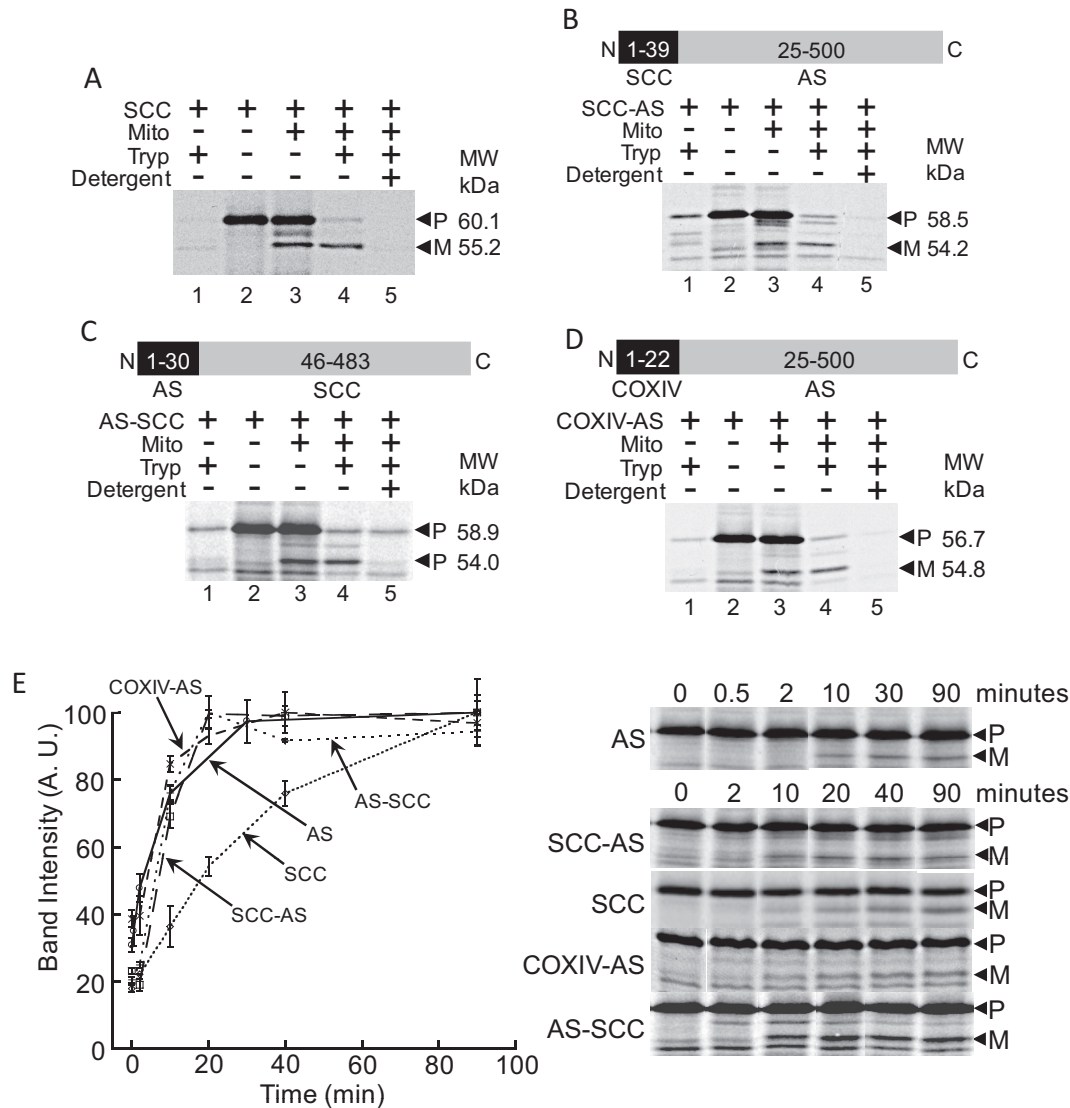 A
SCC + + + + +
Mito - - + + +
Tryp + - - + +
Detergent - - - - +
MW
kDa
P 60.1
M 55.2
1 2 3 4 5
B
N 1-39 25-500 C
SCC AS
SCC-AS + + + + +
Mito - - + + +
Tryp + - - + +
Detergent - - - - +
MW
kDa
P 58.5
M 54.2
1 2 3 4 5
C
N 1-30 46-483 C
AS SCC
AS-SCC + + + + +
Mito - - + + +
Tryp + - - + +
Detergent - - - - +
MW
kDa
P 58.9
P 54.0
1 2 3 4 5
D
N 1-22 25-500 C
COXIV AS
COXIV-AS + + + + +
Mito - - + + +
Tryp + - - + +
Detergent - - - - +
MW
kDa
P 56.7
M 54.8
1 2 3 4 5
E
Band Intensity (A. U.)
100
80
60
40
20
0
0 20 40 60 80 100
Time (min)
COXIV-AS
AS-SCC
AS
SCC
SCC-AS
0 0.5 2 10 30 90 minutes
AS
P
M
0 2 10 20 40 90 minutes
SCC-AS
P
M
SCC
P
M
COXIV-AS
P
M
AS-SCC
P
M